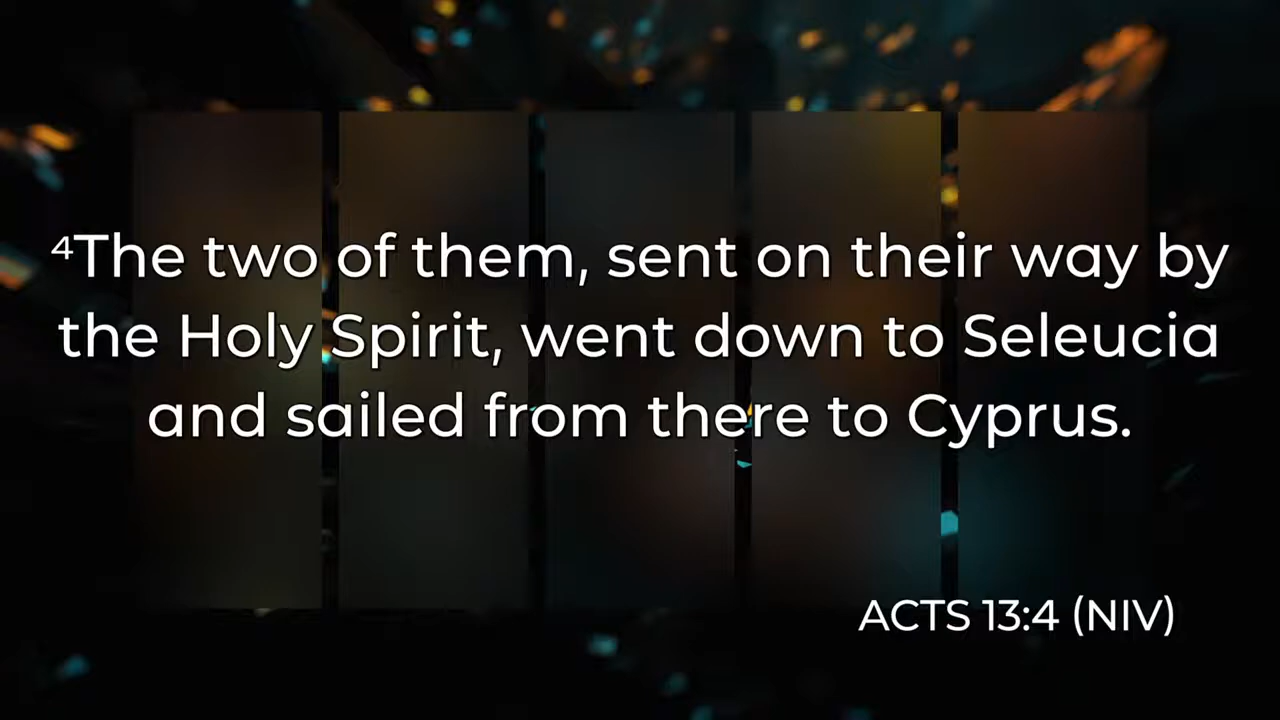 ⁴The two of them, sent on their way by
the Holy Spirit, went down to Seleucia
and sailed from there to Cyprus.
ACTS 13:4 (NIV)